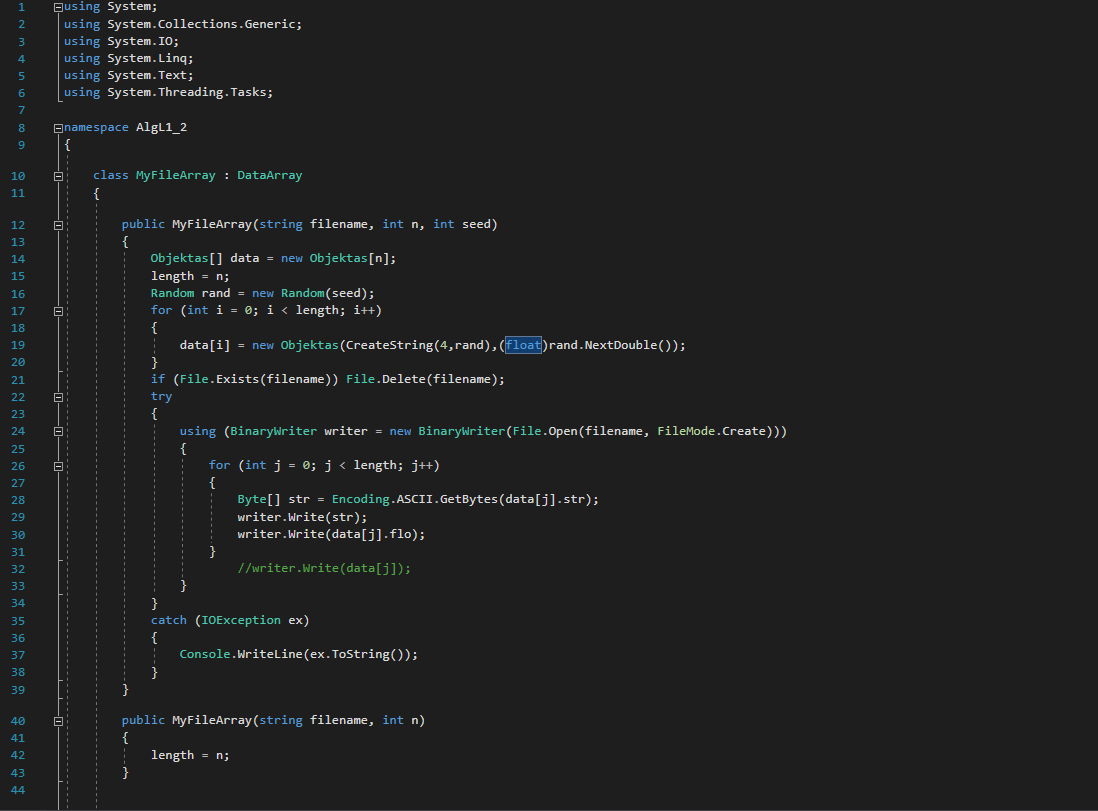 1 using System;
2 using System.Collections.Generic;
3 using System.IO;
4 using System.Linq;
5 using System.Text;
6 using System.Threading.Tasks;
7
8 namespace AlgL1_2
9 {
10 class MyFileArray : DataArray
11 {
12 public MyFileArray(string filename, int n, int seed)
13 {
14 Objektas[] data = new Objektas[n];
15 length = n;
16 Random rand = new Random(seed);
17 for (int i = 0; i < length; i++)
18 {
19 data[i] = new Objektas(CreateString(4,rand),(float)rand.NextDouble());
20 }
21 if (File.Exists(filename)) File.Delete(filename);
22 try
23 {
24 using (BinaryWriter writer = new BinaryWriter(File.Open(filename, FileMode.Create)))
25 {
26 for (int j = 0; j < length; j++)
27 {
28 Byte[] str = Encoding.ASCII.GetBytes(data[j].str);
29 writer.Write(str);
30 writer.Write(data[j].flo);
31 }
32 //writer.Write(data[j]);
33 }
34 }
35 catch (IOException ex)
36 {
37 Console.WriteLine(ex.ToString());
38 }
39 }
40 public MyFileArray(string filename, int n)
41 {
42 length = n;
43 }
44